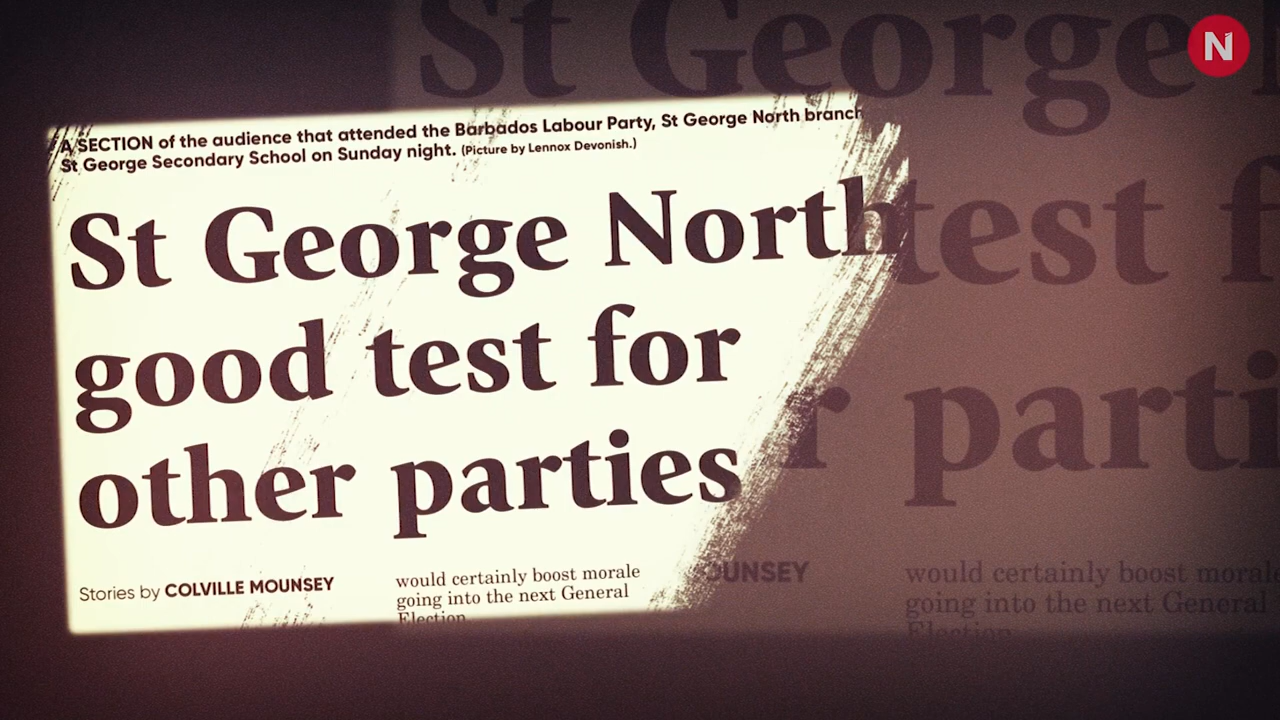 A SECTION of the audience that attended the Barbados Labour Party, St George North branch
St George Secondary School on Sunday night. (Picture by Lennox Devonish.)
St George North
good test for
other parties
Stories by COLVILLE MOUNSEY
would certainly boost morale
going into the next General
Election
N
St George
test f
r parti
OUNSEY
would certainly boost morale
going into the next General
Election